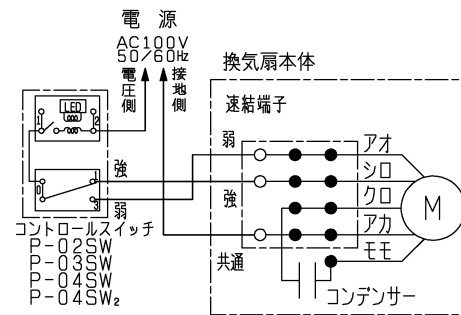 電源
AC100V
50/60Hz
電圧側
接地側
換気扇本体
速結端子
LED
1
2
強
0
1
3
弱
コントロールスイッチ
P-02SW
P-03SW
P-04SW
P-04SW₂
弱
強
共通
アオ
シロ
クロ
アカ
モモ
M
コンデンサー